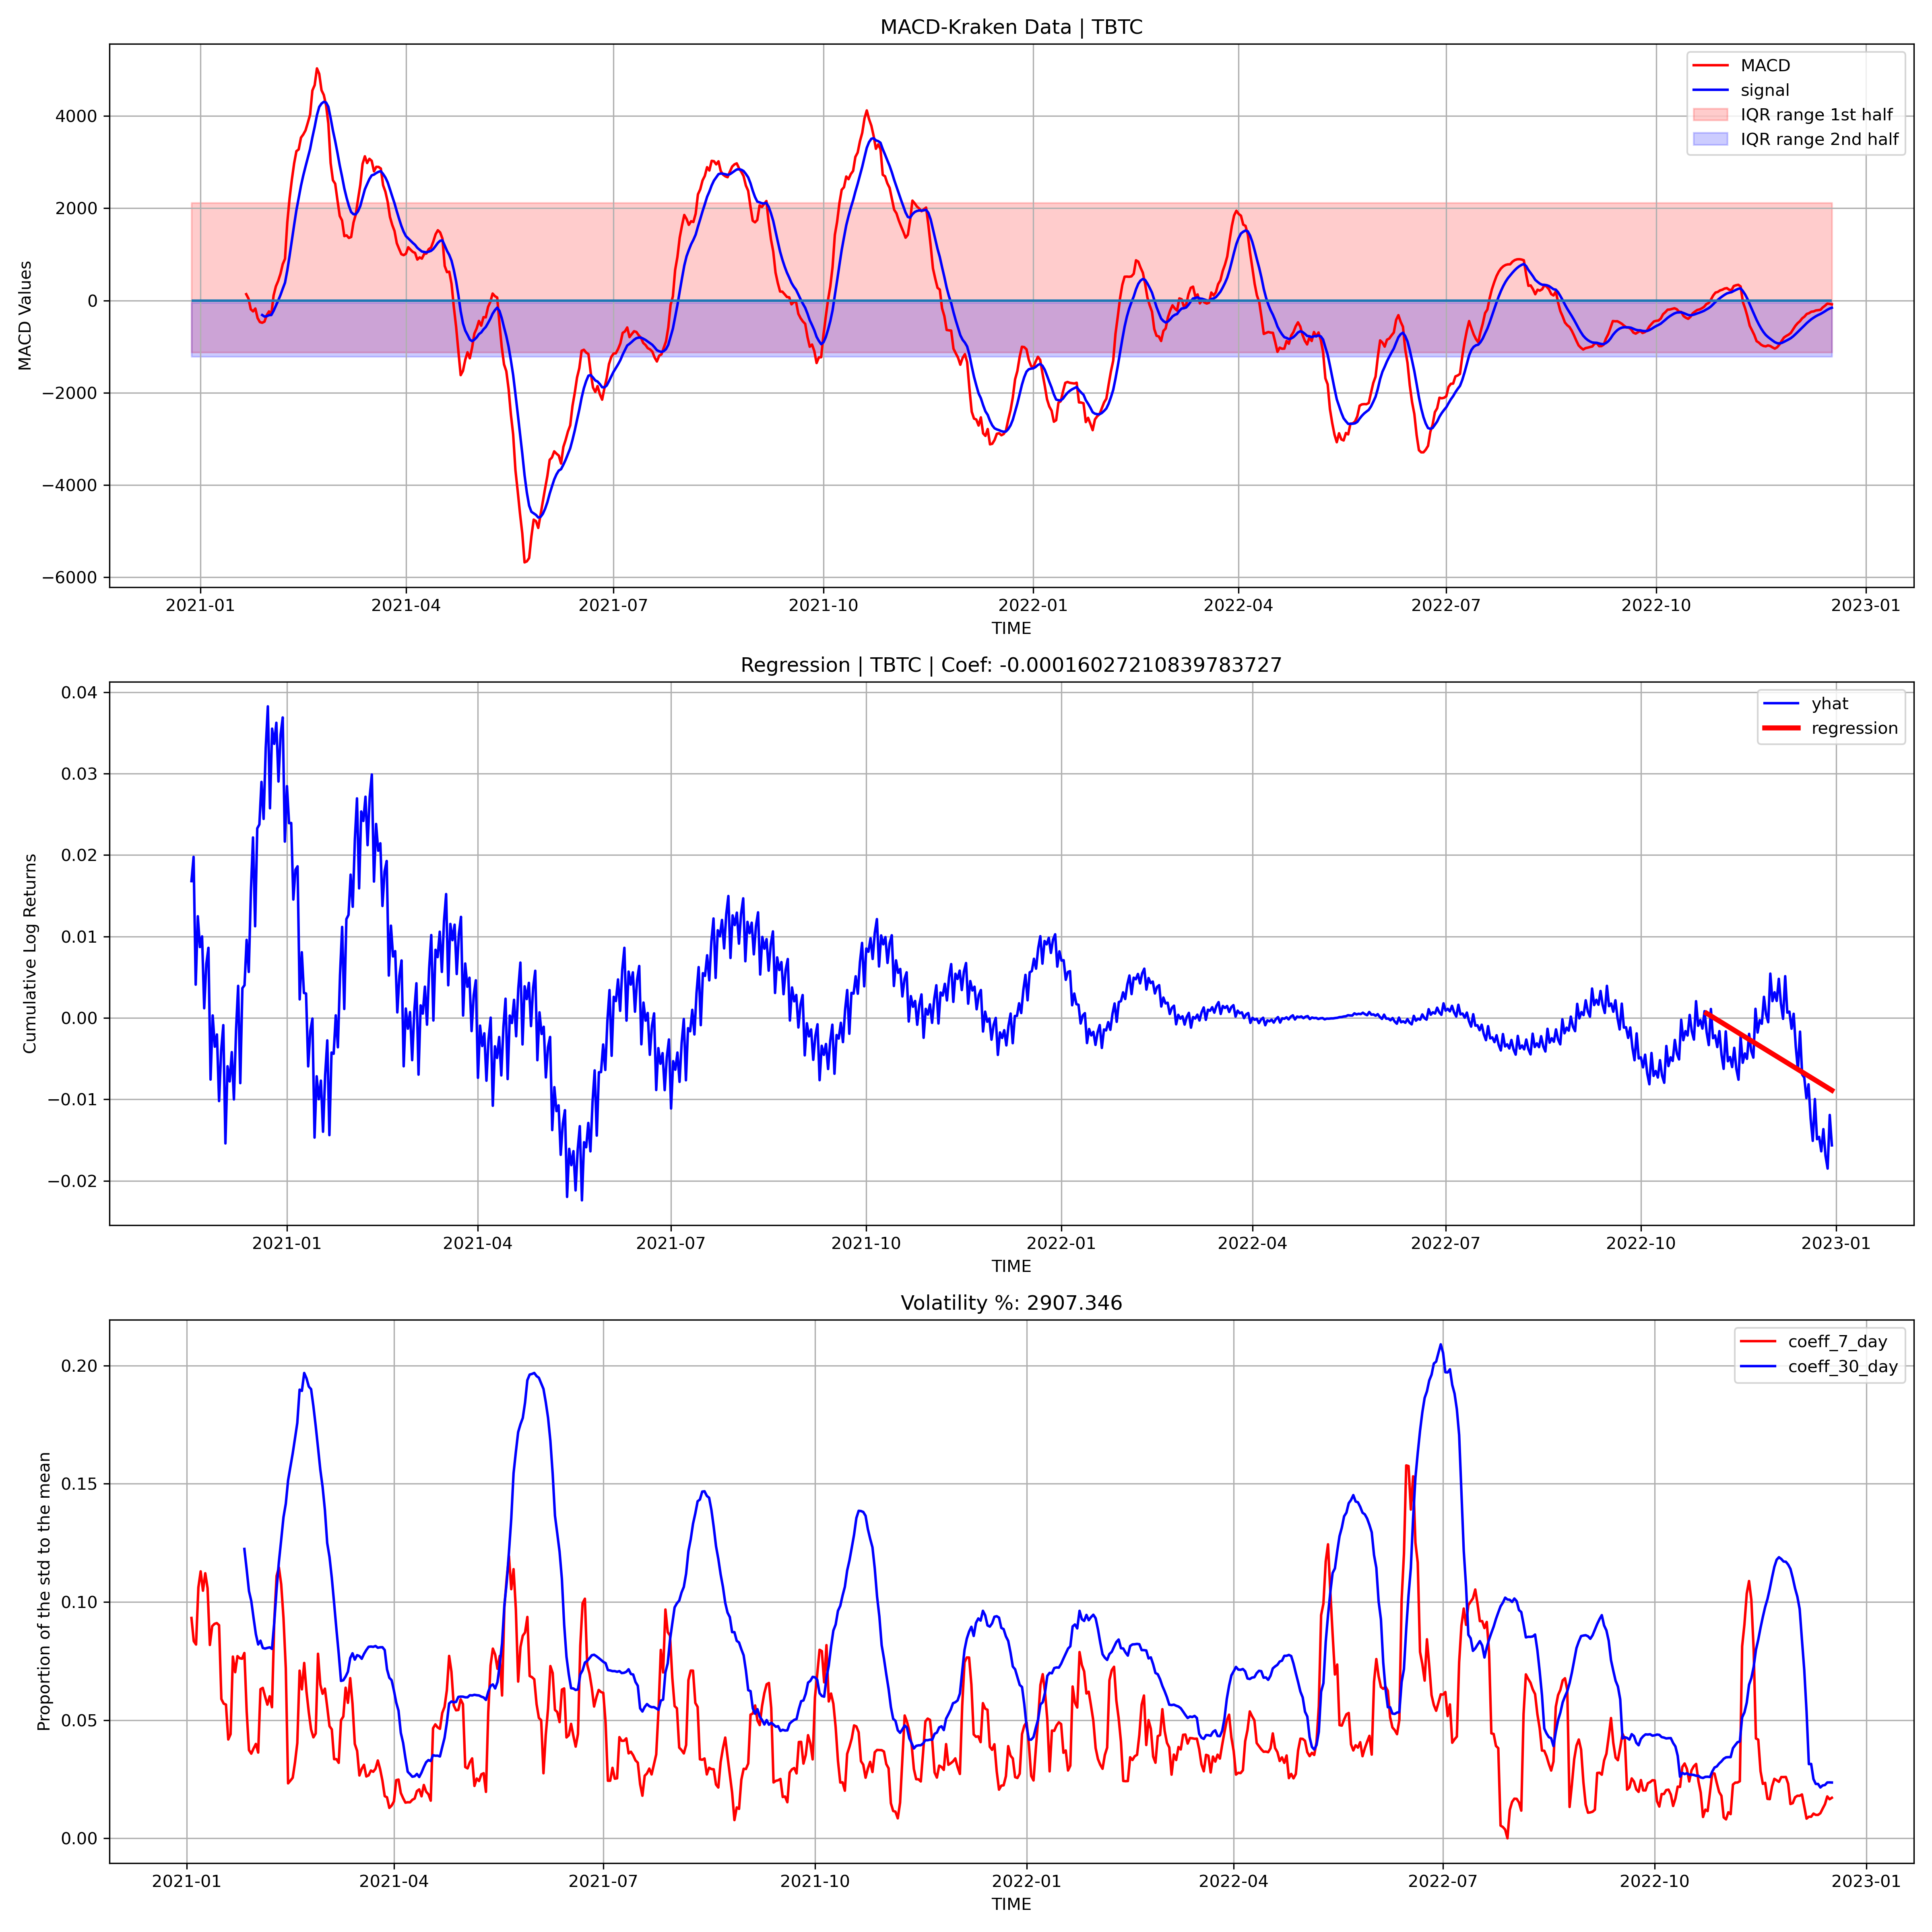 MACD-Kraken Data | TBTC
MACD Values
4000
2000
0
−2000
−4000
−6000
MACD
signal
IQR range 1st half
IQR range 2nd half
2021-01 2021-04 2021-07 2021-10 2022-01 2022-04 2022-07 2022-10 2023-01
TIME
Regression | TBTC | Coef: -0.00016027210839783727
Cumulative Log Returns
0.04
0.03
0.02
0.01
0.00
−0.01
−0.02
yhat
regression
2021-01 2021-04 2021-07 2021-10 2022-01 2022-04 2022-07 2022-10 2023-01
TIME
Volatility %: 2907.346
Proportion of the std to the mean
0.20
0.15
0.10
0.05
0.00
coeff_7_day
coeff_30_day
2021-01 2021-04 2021-07 2021-10 2022-01 2022-04 2022-07 2022-10 2023-01
TIME